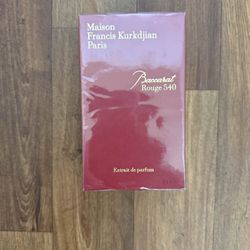 Maison
Francis Kurkdjian
Paris
Baccarat
Rouge 540
Extrait de parfum